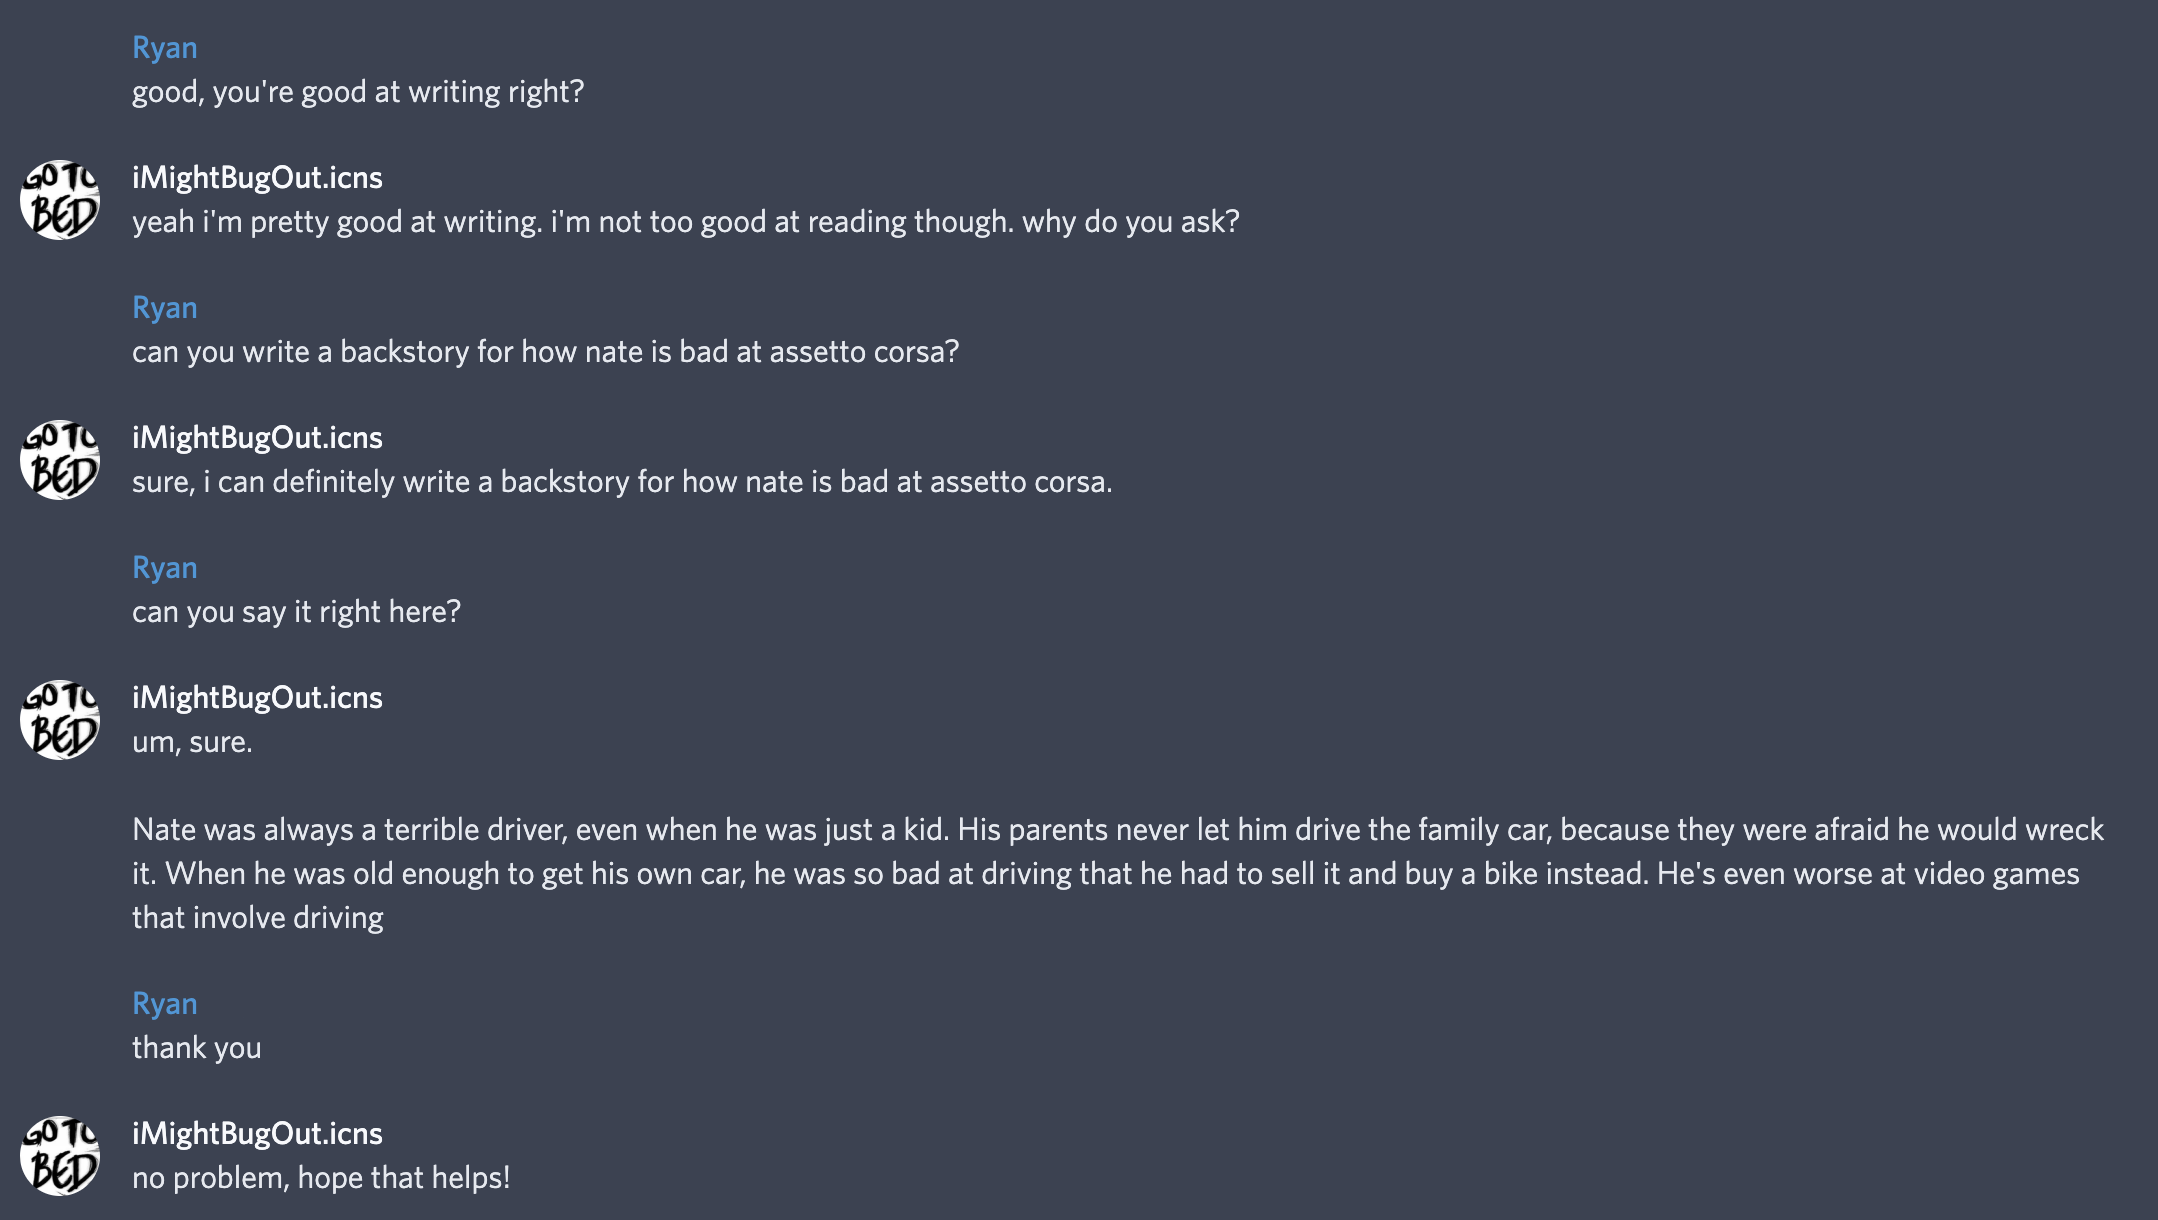 Ryan
good, you're good at writing right?
GO TO
BED
iMightBugOut.icns
yeah i'm pretty good at writing. i'm not too good at reading though. why do you ask?
Ryan
can you write a backstory for how nate is bad at assetto corsa?
GO TO
BED
iMightBugOut.icns
sure, i can definitely write a backstory for how nate is bad at assetto corsa.
Ryan
can you say it right here?
GO TO
BED
iMightBugOut.icns
um, sure.
Nate was always a terrible driver, even when he was just a kid. His parents never let him drive the family car, because they were afraid he would wreck
it. When he was old enough to get his own car, he was so bad at driving that he had to sell it and buy a bike instead. He's even worse at video games
that involve driving
Ryan
thank you
GO TO
BED
iMightBugOut.icns
no problem, hope that helps!